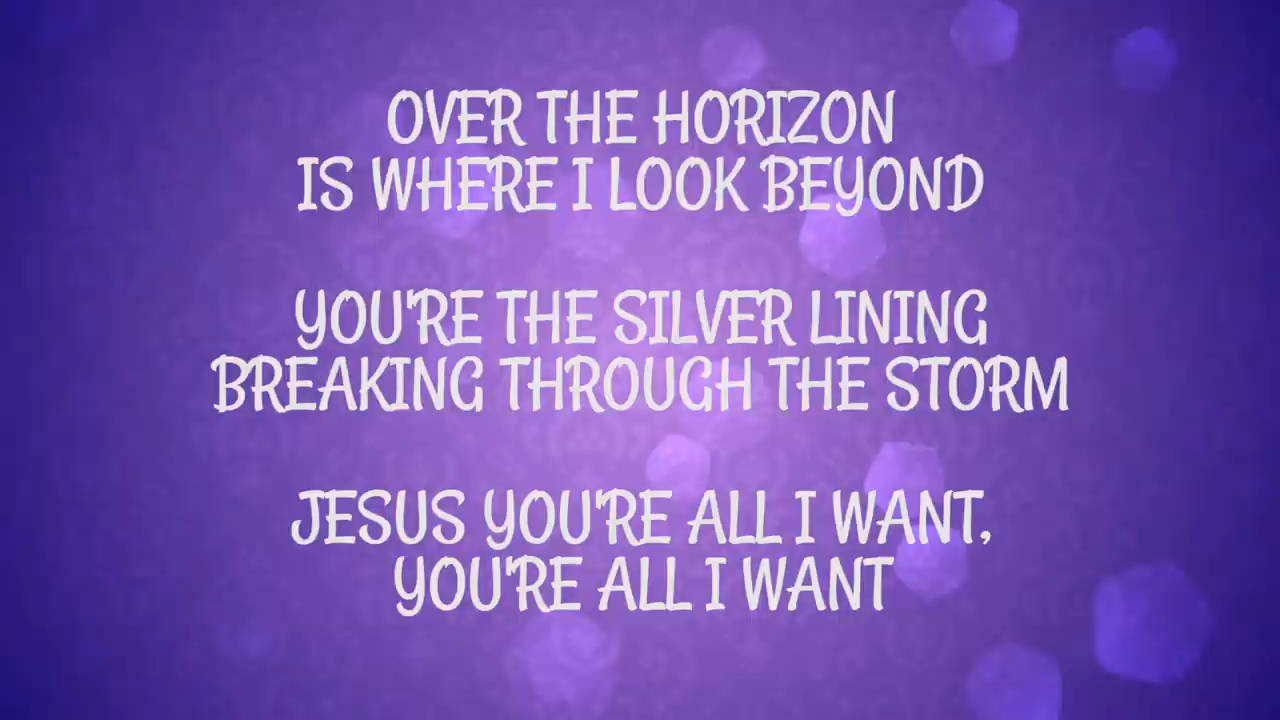 OVER THE HORIZON
IS WHERE I LOOK BEYOND
YOU'RE THE SILVER LINING
BREAKING THROUGH THE STORM
JESUS YOU'RE ALL I WANT,
YOU'RE ALL I WANT